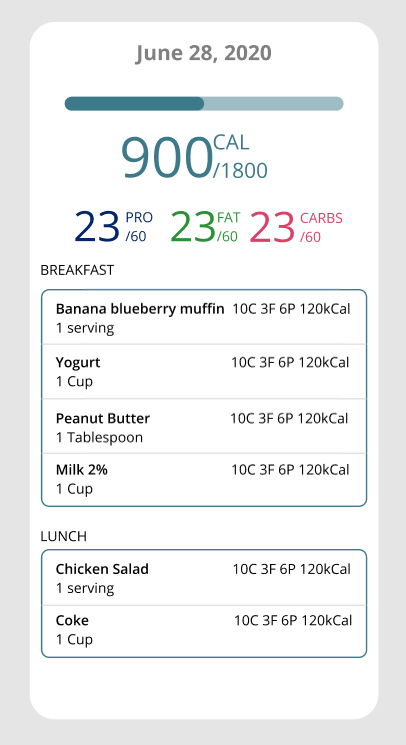 June 28, 2020
900 CAL
/1800
23 PRO 23 FAT 23 CARBS
/60 /60 /60
BREAKFAST
Banana blueberry muffin 10C 3F 6P 120kCal
1 serving
Yogurt 10C 3F 6P 120kCal
1 Cup
Peanut Butter 10C 3F 6P 120kCal
1 Tablespoon
Milk 2% 10C 3F 6P 120kCal
1 Cup
LUNCH
Chicken Salad 10C 3F 6P 120kCal
1 serving
Coke 10C 3F 6P 120kCal
1 Cup